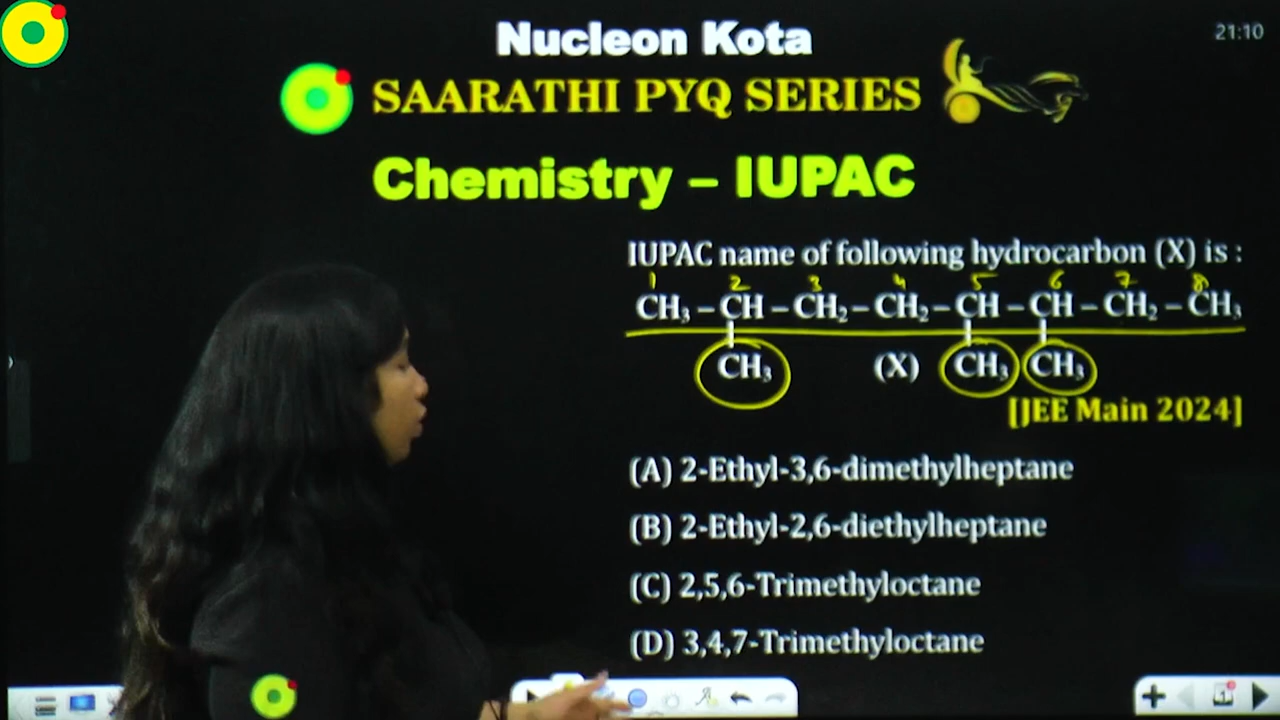 Nucleon Kota
21:10
SAARATHI PYQ SERIES
Chemistry – IUPAC
IUPAC name of following hydrocarbon (X) is :
1 2 3 4 5 6 7 8
CH₃ – CH – CH₂ – CH₂ – CH – CH – CH₂ – CH₃
CH₃ (X) CH₃ CH₃
[JEE Main 2024]
(A) 2-Ethyl-3,6-dimethylheptane
(B) 2-Ethyl-2,6-diethylheptane
(C) 2,5,6-Trimethyloctane
(D) 3,4,7-Trimethyloctane